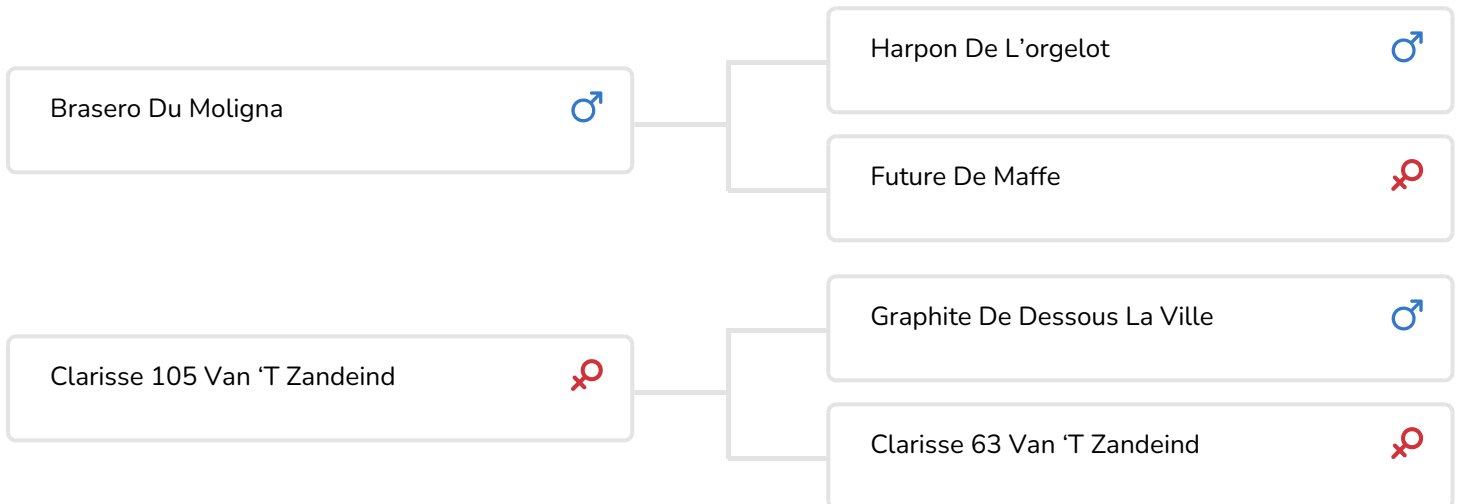 Harpon De L’orgelot
Brasero Du Moligna
Future De Maffe
Graphite De Dessous La Ville
Clarisse 105 Van ‘T Zandeind
Clarisse 63 Van ‘T Zandeind